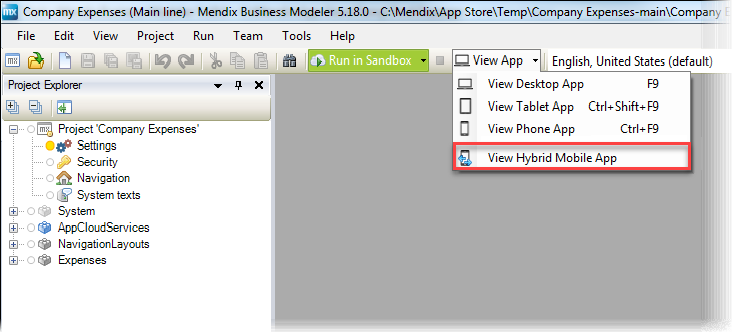 Company Expenses (Main line) - Mendix Business Modeler 5.18.0 - C:\Mendix\App Store\Temp\Company Expenses-main\Company E
File Edit View Project Run Team Tools Help
Run in Sandbox View App English, United States (default)
Project Explorer
View Desktop App F9
View Tablet App Ctrl+Shift+F9
View Phone App Ctrl+F9
View Hybrid Mobile App
Project 'Company Expenses'
Settings
Security
Navigation
System texts
System
AppCloudServices
NavigationLayouts
Expenses